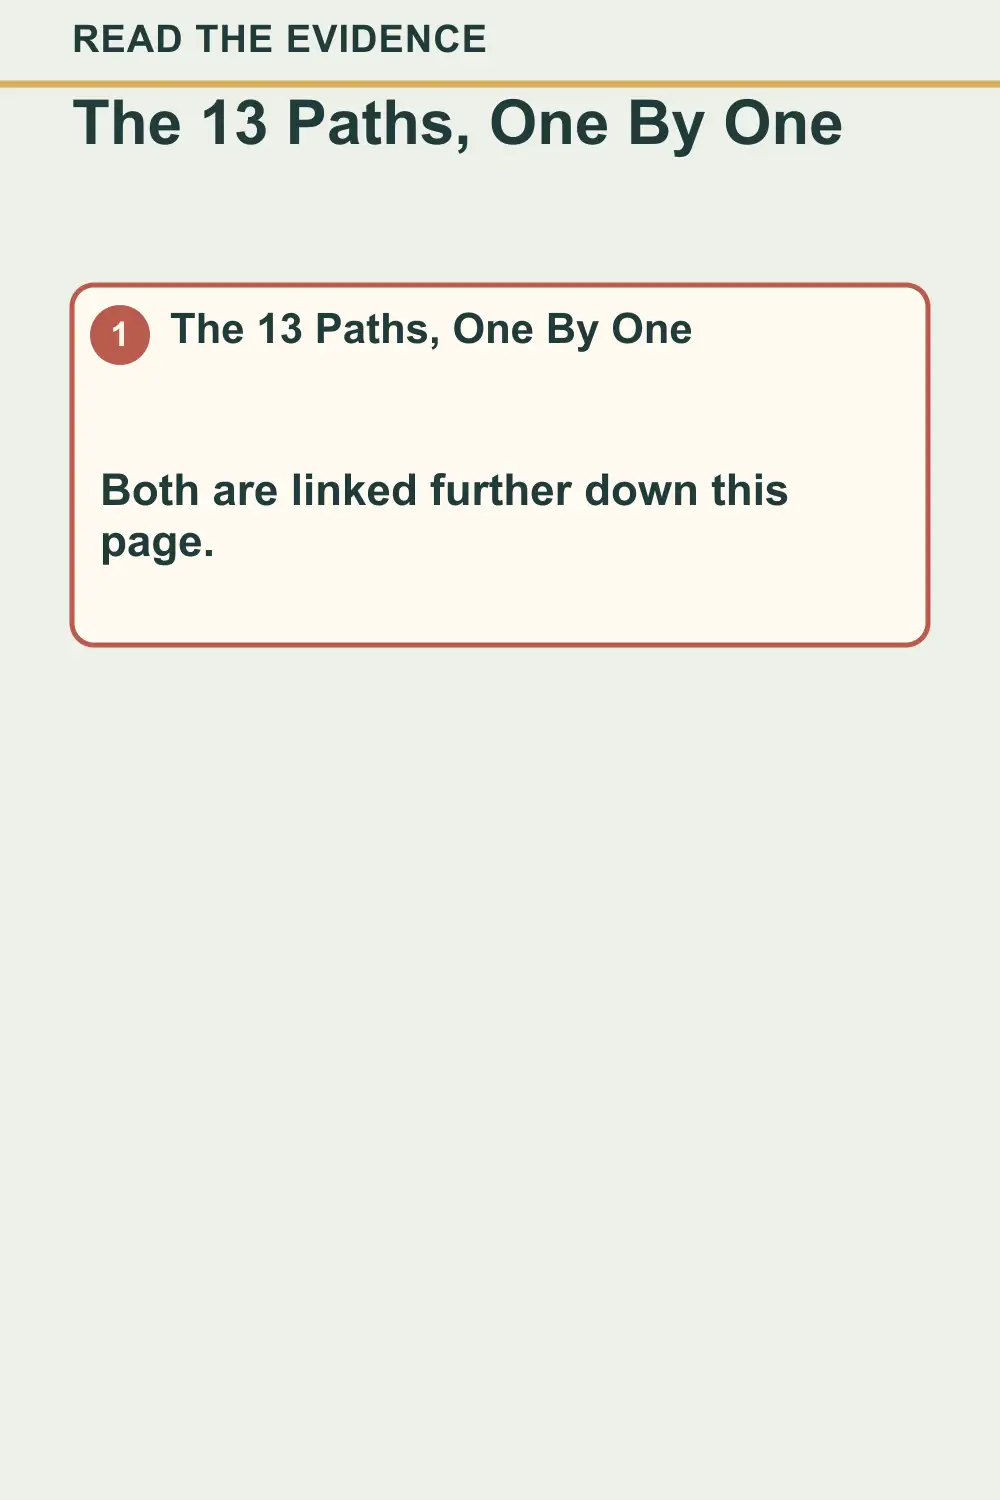 READ THE EVIDENCE
The 13 Paths, One By One
1
The 13 Paths, One By One
Both are linked further down this
page.